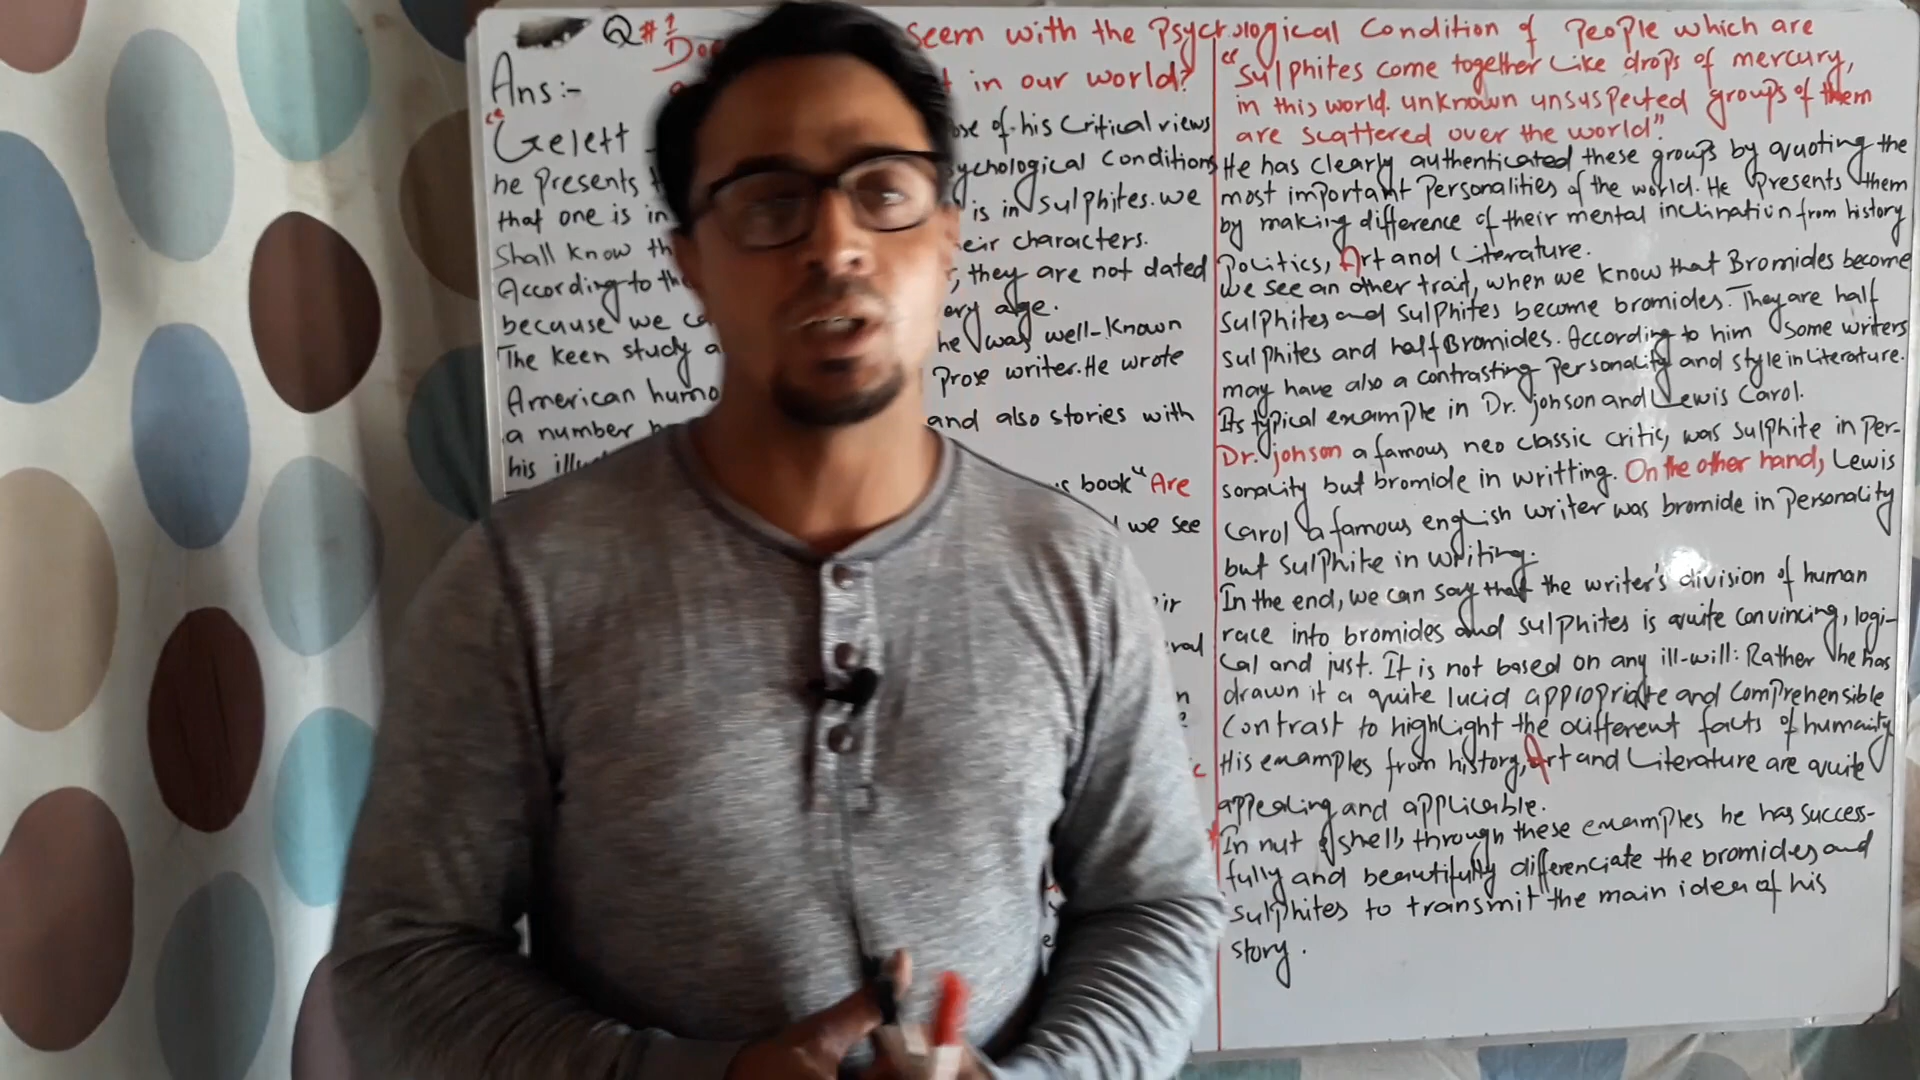 Q#1 Seem with the Psycological Condition of People which are
t in our world?
Ans:-
Gelett ose of his Critical views
he Presents ychological Conditions
that one is in is in Sulphites. we
Shall know th eir characters.
According to the , they are not dated
because we ca ery age.
The keen study a he was well-known
American humo Prose writer. He wrote
a number and also stories with
his illu
s book "Are
we see
ir
ral
n
c
"Sulphites come together Like drops of mercury,
in this world. unknown unsuspected groups of them
are scattered over the world".
He has clearly authenticated these groups by quoting the
most important Personalities of the world. He Presents them
by making difference of their mental inclination from history
Politics, Art and Literature.
We see an other trait, when we know that Bromides become
Sulphites and Sulphites become bromides. They are half
Sulphites and half Bromides. According to him some writers
may have also a contrasting Personality and style in Literature.
Its typical example in Dr. johson and Lewis Carol.
Dr. johson a famous neo classic critic, was sulphite in Per-
sonality but bromide in writting. On the other hand, Lewis
Carol a famous english writer was bromide in Personality
but Sulphite in writing.
In the end, we can say that the writer's division of human
race into bromides and sulphites is quite convincing, logi-
cal and just. It is not based on any ill-will: Rather he has
drawn it a quite lucid appropriate and Comprehensible
Contrast to highlight the different facts of humanity
His examples from history, Art and Literature are quite
appealing and applicable.
In nut shell, through these examples he has success-
fully and beautifully differenciate the bromides and
sulphites to transmit the main idea of his
story.